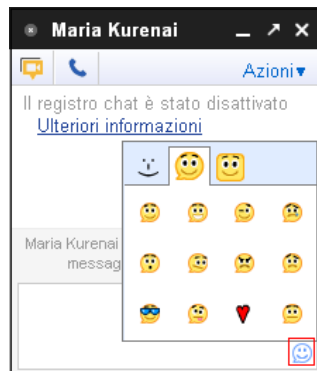 Maria Kurenai
Azioni
Il registro chat è stato disattivato
Ulteriori informazioni
Maria Kurenai
messag